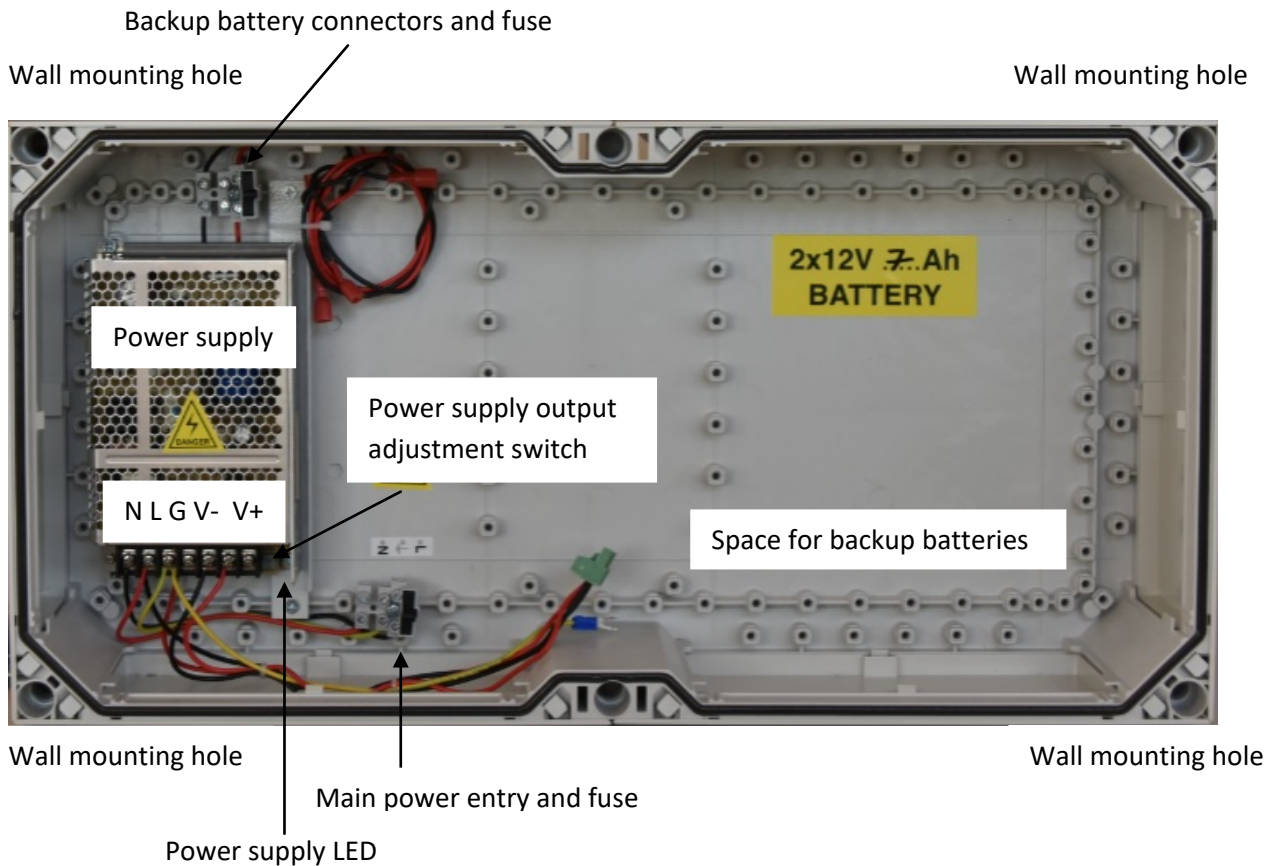 Backup battery connectors and fuse
Wall mounting hole
Wall mounting hole
2x12V .7..Ah
BATTERY
Power supply
DANGER
Power supply output
adjustment switch
N L G V- V+
Space for backup batteries
N L
Wall mounting hole
Wall mounting hole
Main power entry and fuse
Power supply LED